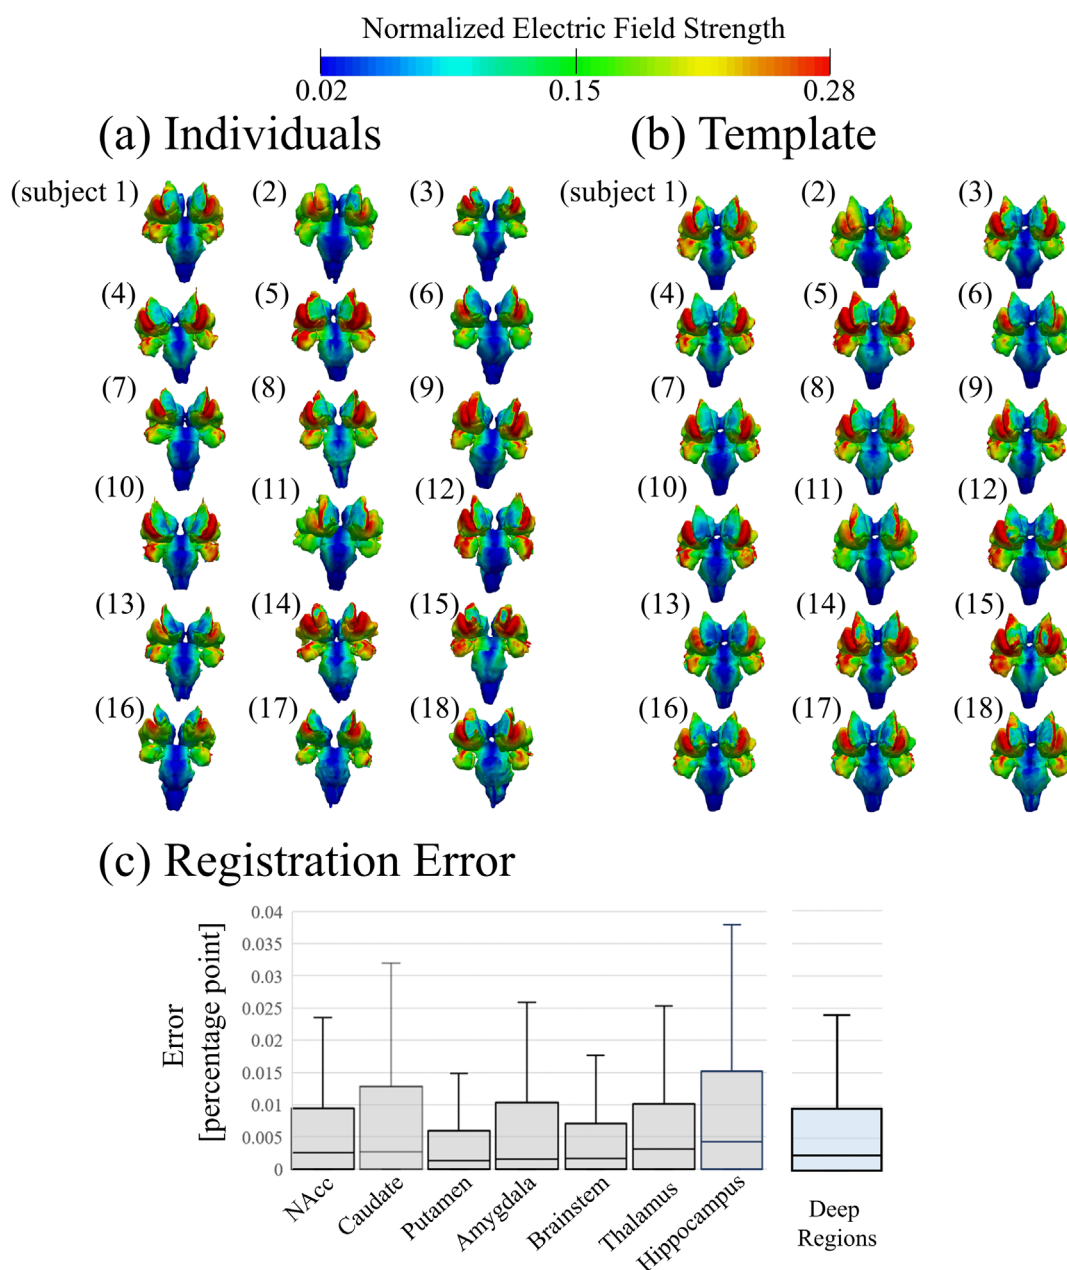 Normalized Electric Field Strength
0.02 0.15 0.28
(a) Individuals
(b) Template
(subject 1) (2) (3)
(subject 1) (2) (3)
(4) (5) (6)
(4) (5) (6)
(7) (8) (9)
(7) (8) (9)
(10) (11) (12)
(10) (11) (12)
(13) (14) (15)
(13) (14) (15)
(16) (17) (18)
(16) (17) (18)
(c) Registration Error
Error
[percentage point]
0.04
0.035
0.03
0.025
0.02
0.015
0.01
0.005
0
NAcc
Caudate
Putamen
Amygdala
Brainstem
Thalamus
Hippocampus
Deep
Regions